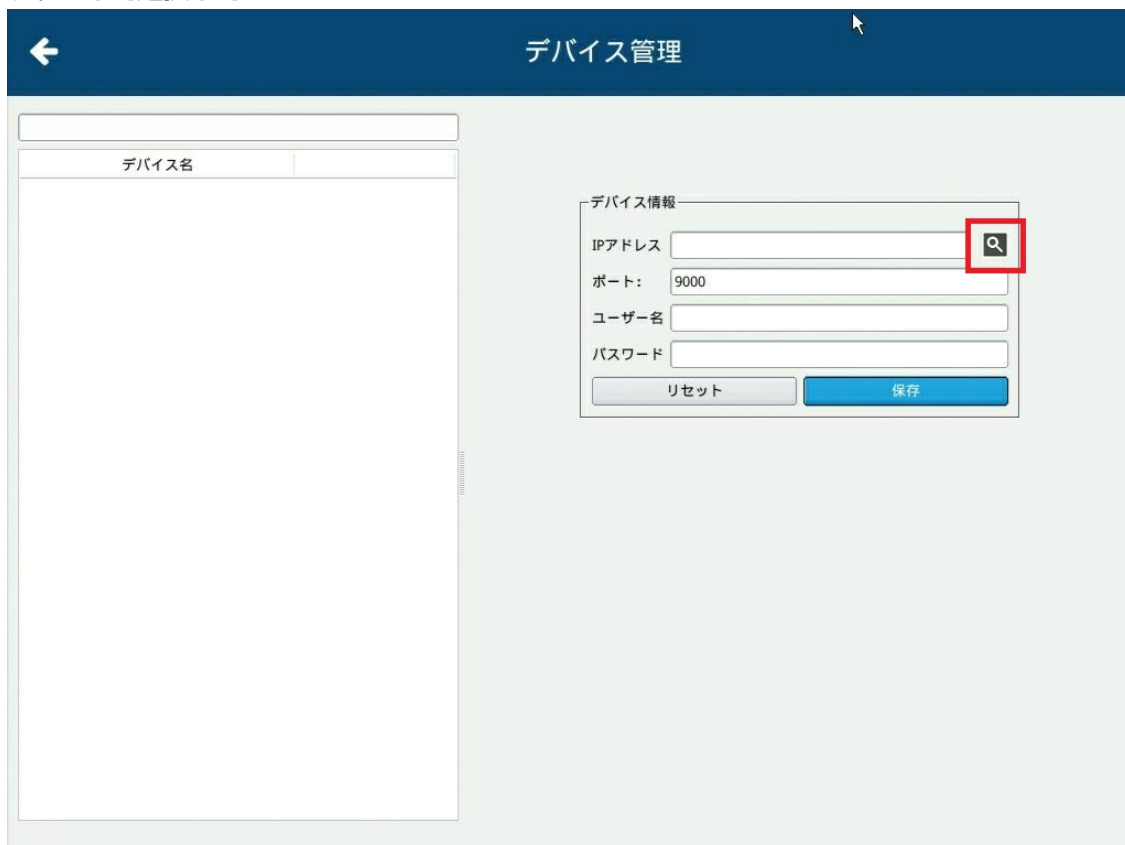 デバイス管理
デバイス名
デバイス情報
IPアドレス
ポート: 9000
ユーザー名
パスワード
リセット 保存